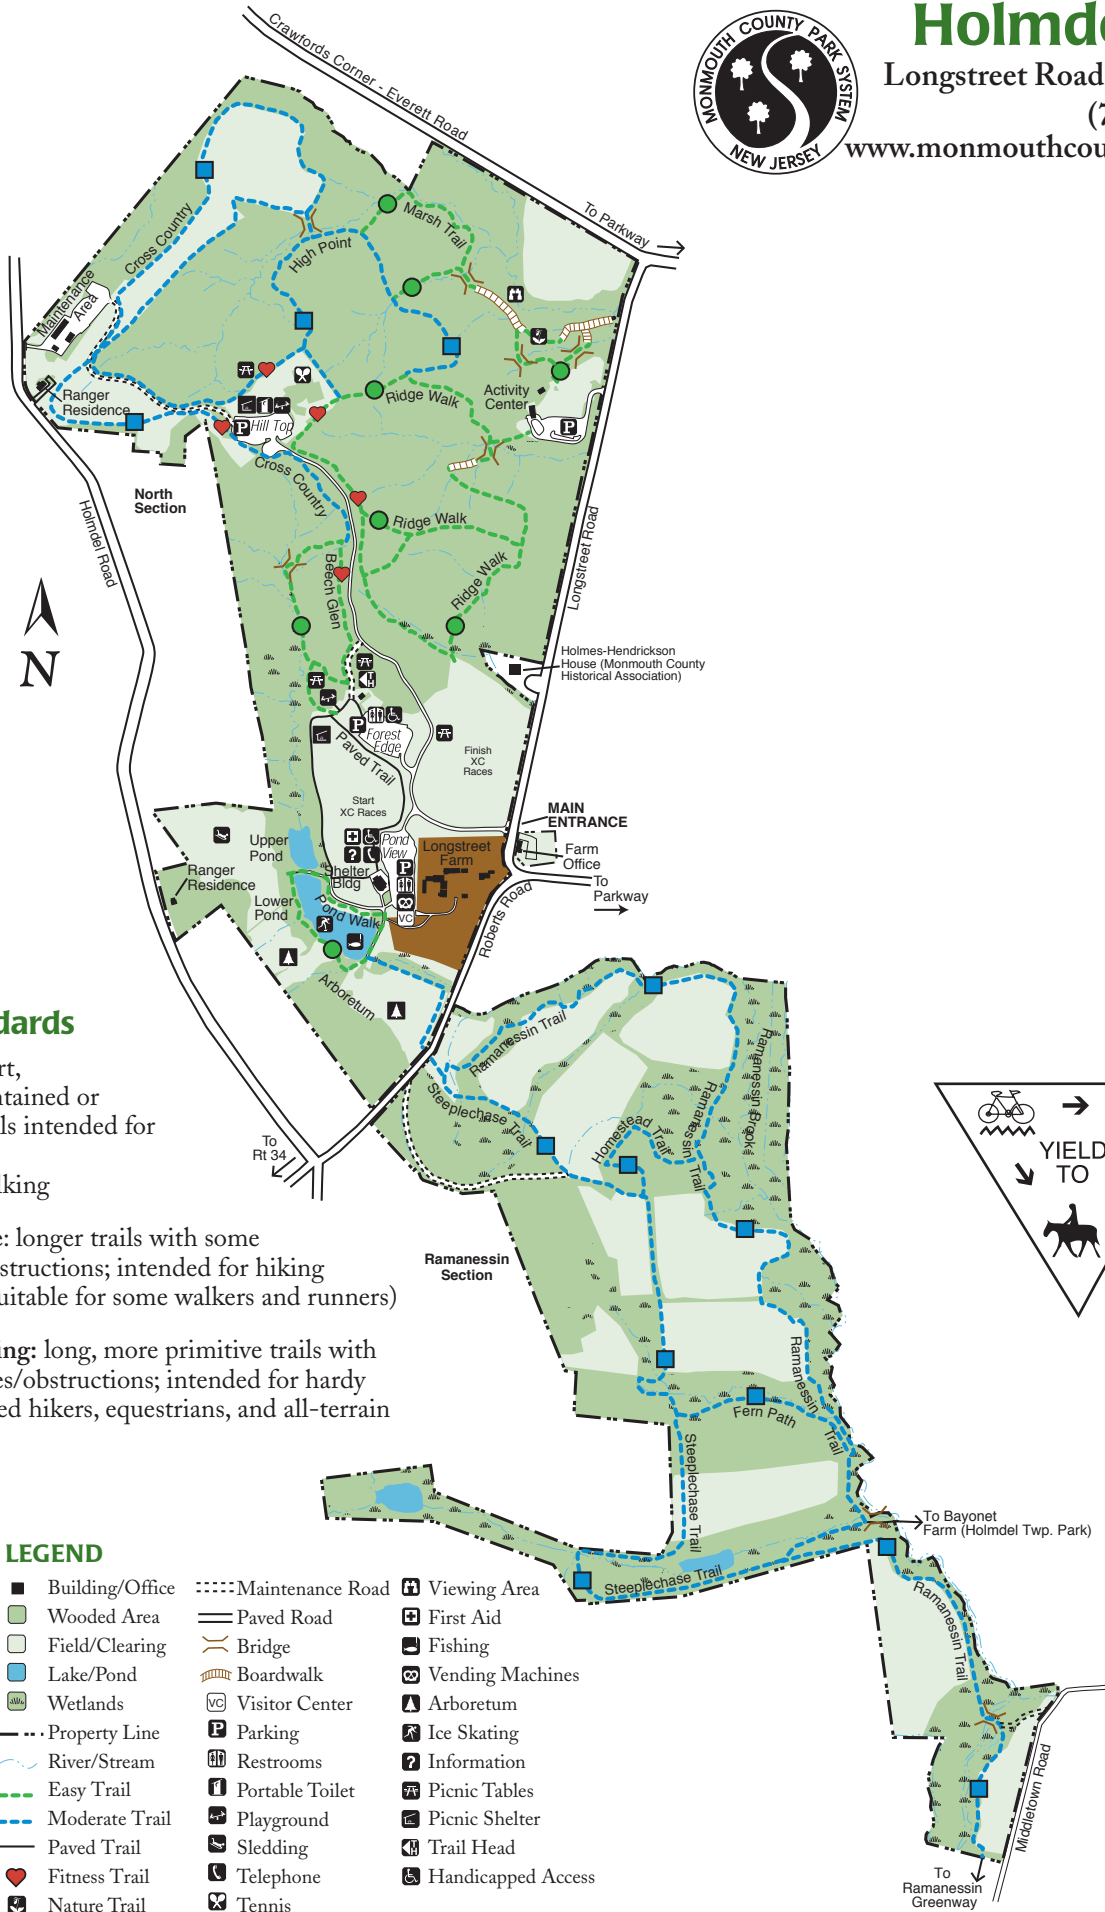 Holmd
Longstreet Road
(7
www.monmouthcou
MONMOUTH COUNTY PARK SYSTEM
NEW JERSEY
Crawfords Corner - Everett Road
To Parkway
Marsh Trail
High Point
Cross Country
Maintenance
Area
Ranger
Residence
Hill Top
Ridge Walk
Activity
Center
Cross Country
North
Section
Holmdel Road
Ridge Walk
Ridge Walk
Beech Glen
Longstreet Road
N
Holmes-Hendrickson
House (Monmouth County
Historical Association)
Forest
Edge
Paved Trail
Finish
XC
Races
Start
XC Races
MAIN
ENTRANCE
Farm
Office
To
Parkway
Longstreet
Farm
Pond
View
Shelter
Bldg
VC
Upper
Pond
Ranger
Residence
Lower
Pond
Pond Walk
Arboretum
Roberts Road
dards
rt,
ntained or
ls intended for
lking
e: longer trails with some
structions; intended for hiking
uitable for some walkers and runners)
ing: long, more primitive trails with
es/obstructions; intended for hardy
ed hikers, equestrians, and all-terrain
To
Rt 34
Ramanessin Trail
Steeplechase Trail
Homestead Trail
Ramanessin Trail
Ramanessin Brook
YIELD
TO
Ramanessin
Section
Ramanessin Trail
Fern Path
Steeplechase Trail
Steeplechase Trail
To Bayonet
Farm (Holmdel Twp. Park)
Ramanessin Trail
Middletown Road
To
Ramanessin
Greenway
LEGEND
Building/Office
Wooded Area
Field/Clearing
Lake/Pond
Wetlands
Property Line
River/Stream
Easy Trail
Moderate Trail
Paved Trail
Fitness Trail
Nature Trail
Maintenance Road
Paved Road
Bridge
Boardwalk
VC Visitor Center
P Parking
Restrooms
Portable Toilet
Playground
Sledding
Telephone
Tennis
Viewing Area
First Aid
Fishing
Vending Machines
Arboretum
Ice Skating
? Information
Picnic Tables
Picnic Shelter
Trail Head
Handicapped Access